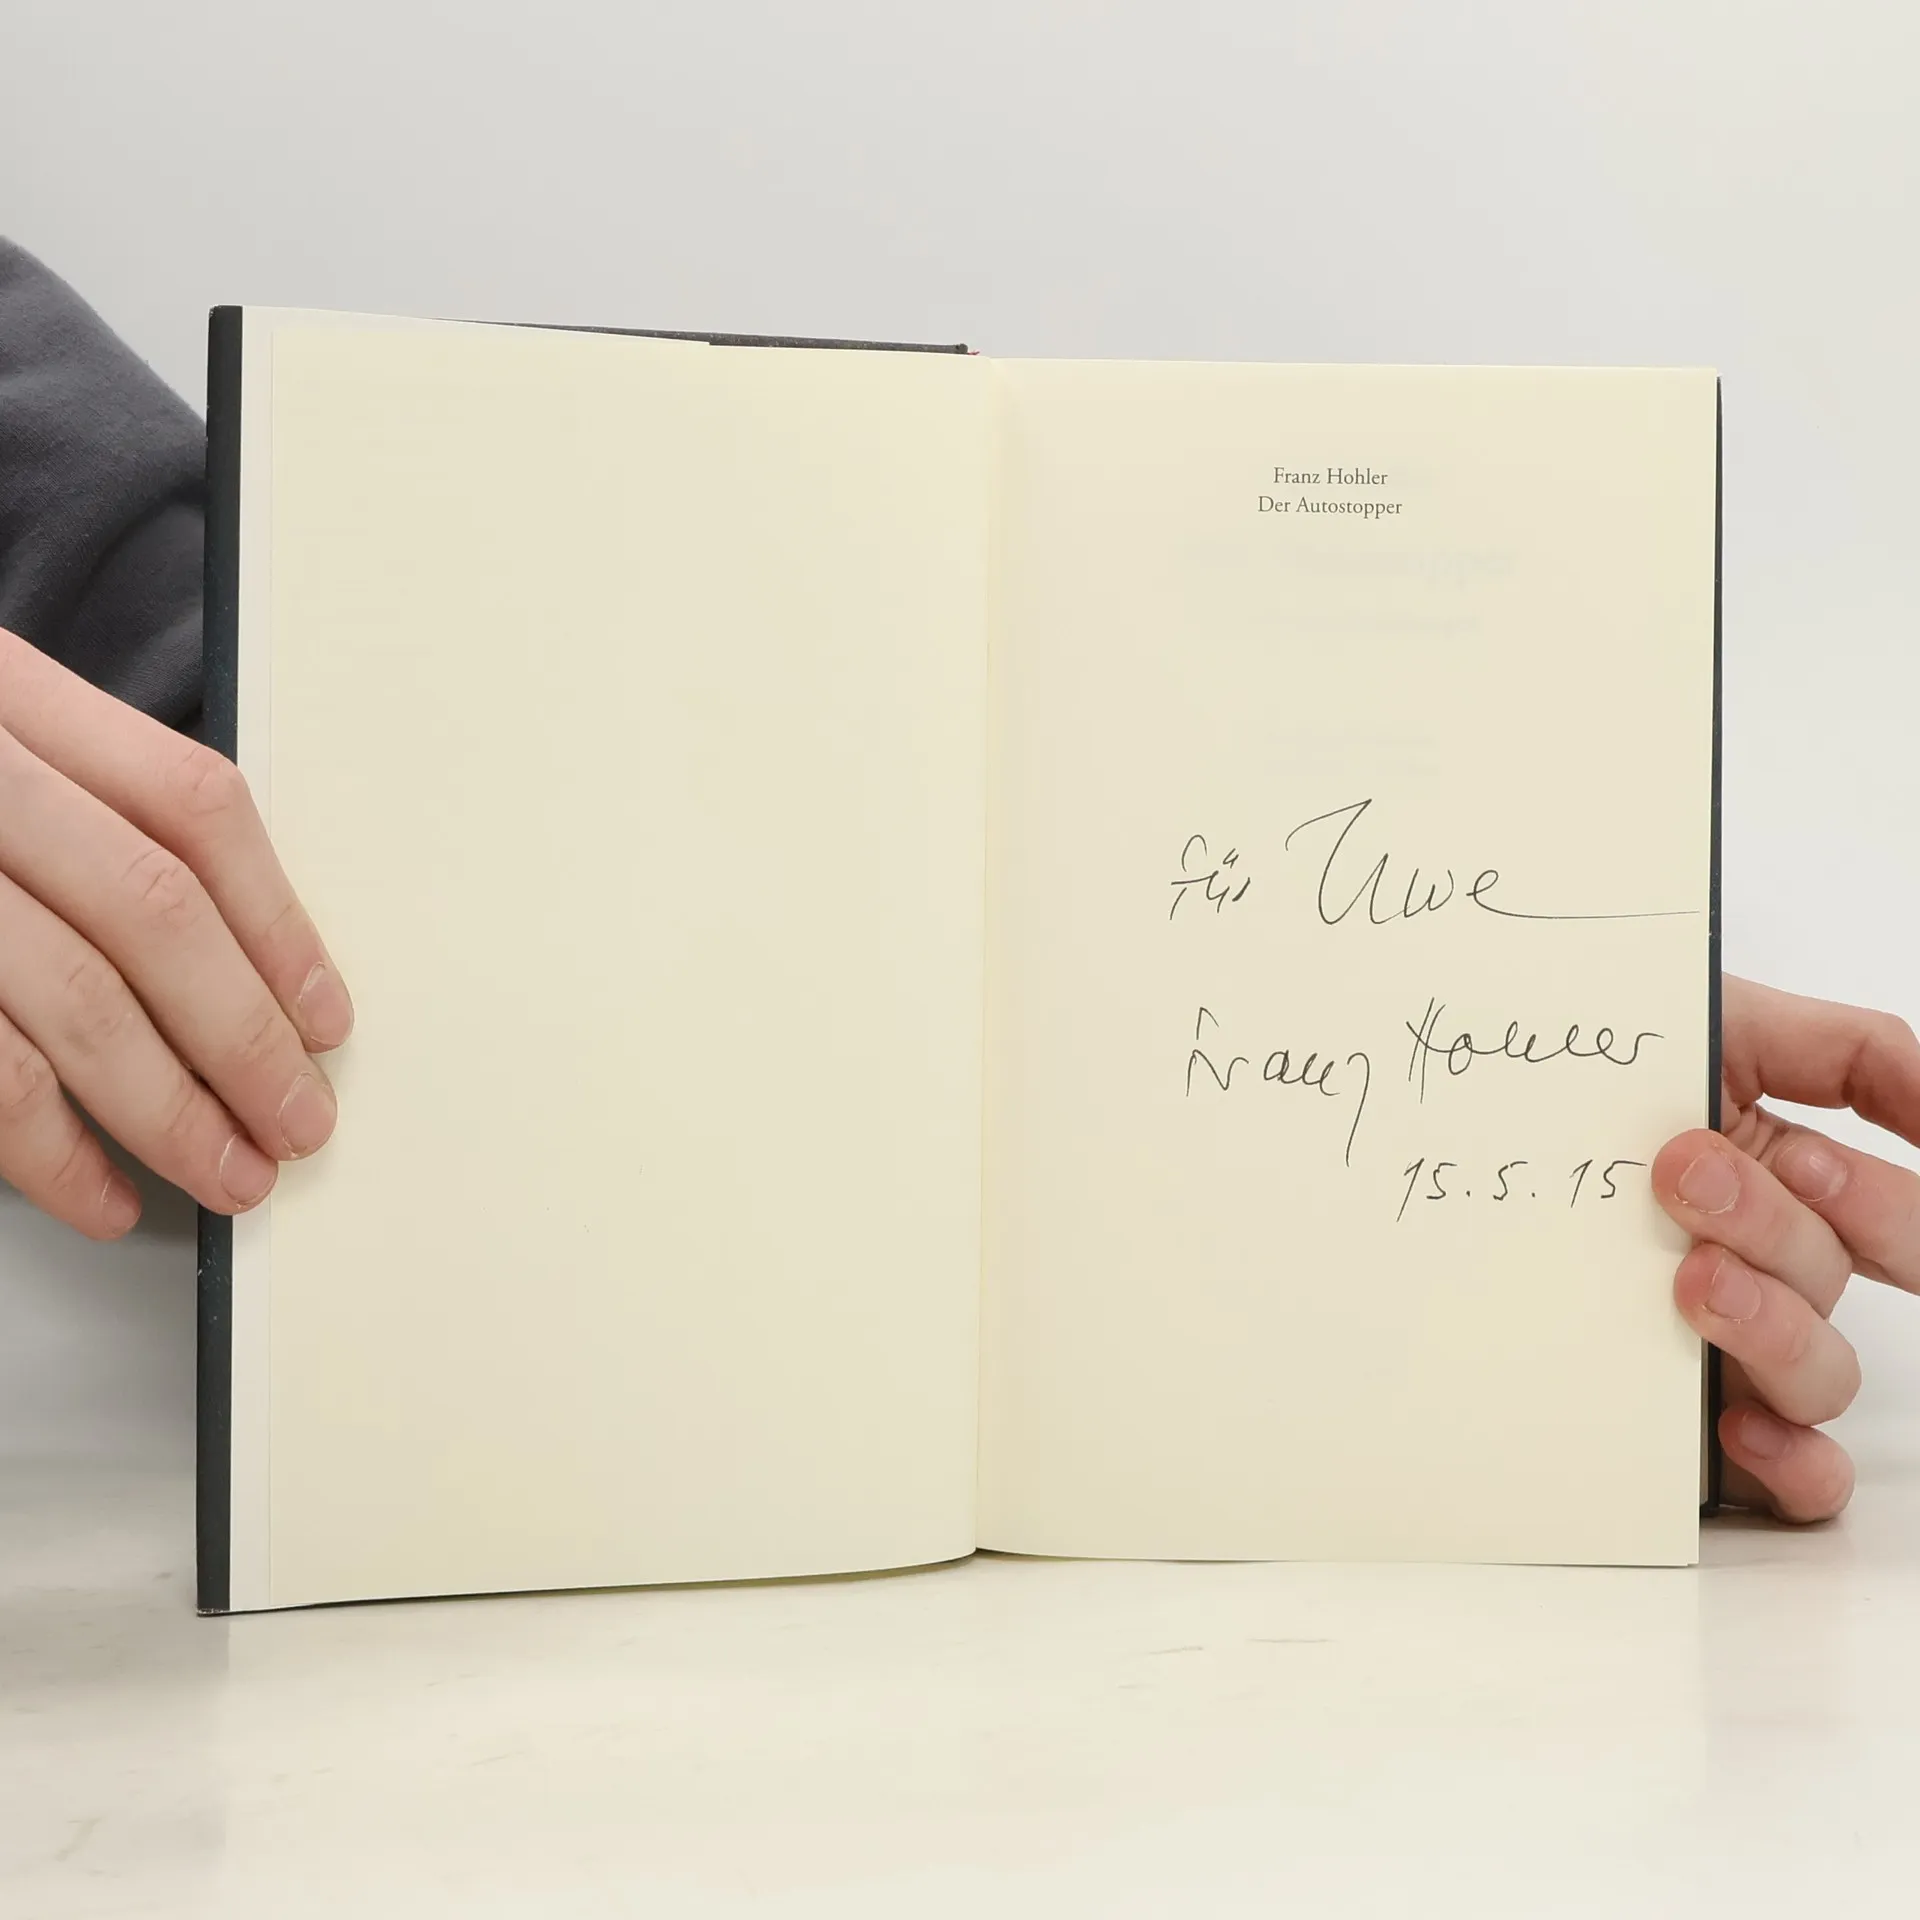 Franz Hohler
Der Autostopper
Für Uwe
Franz Hohler
15.5.15